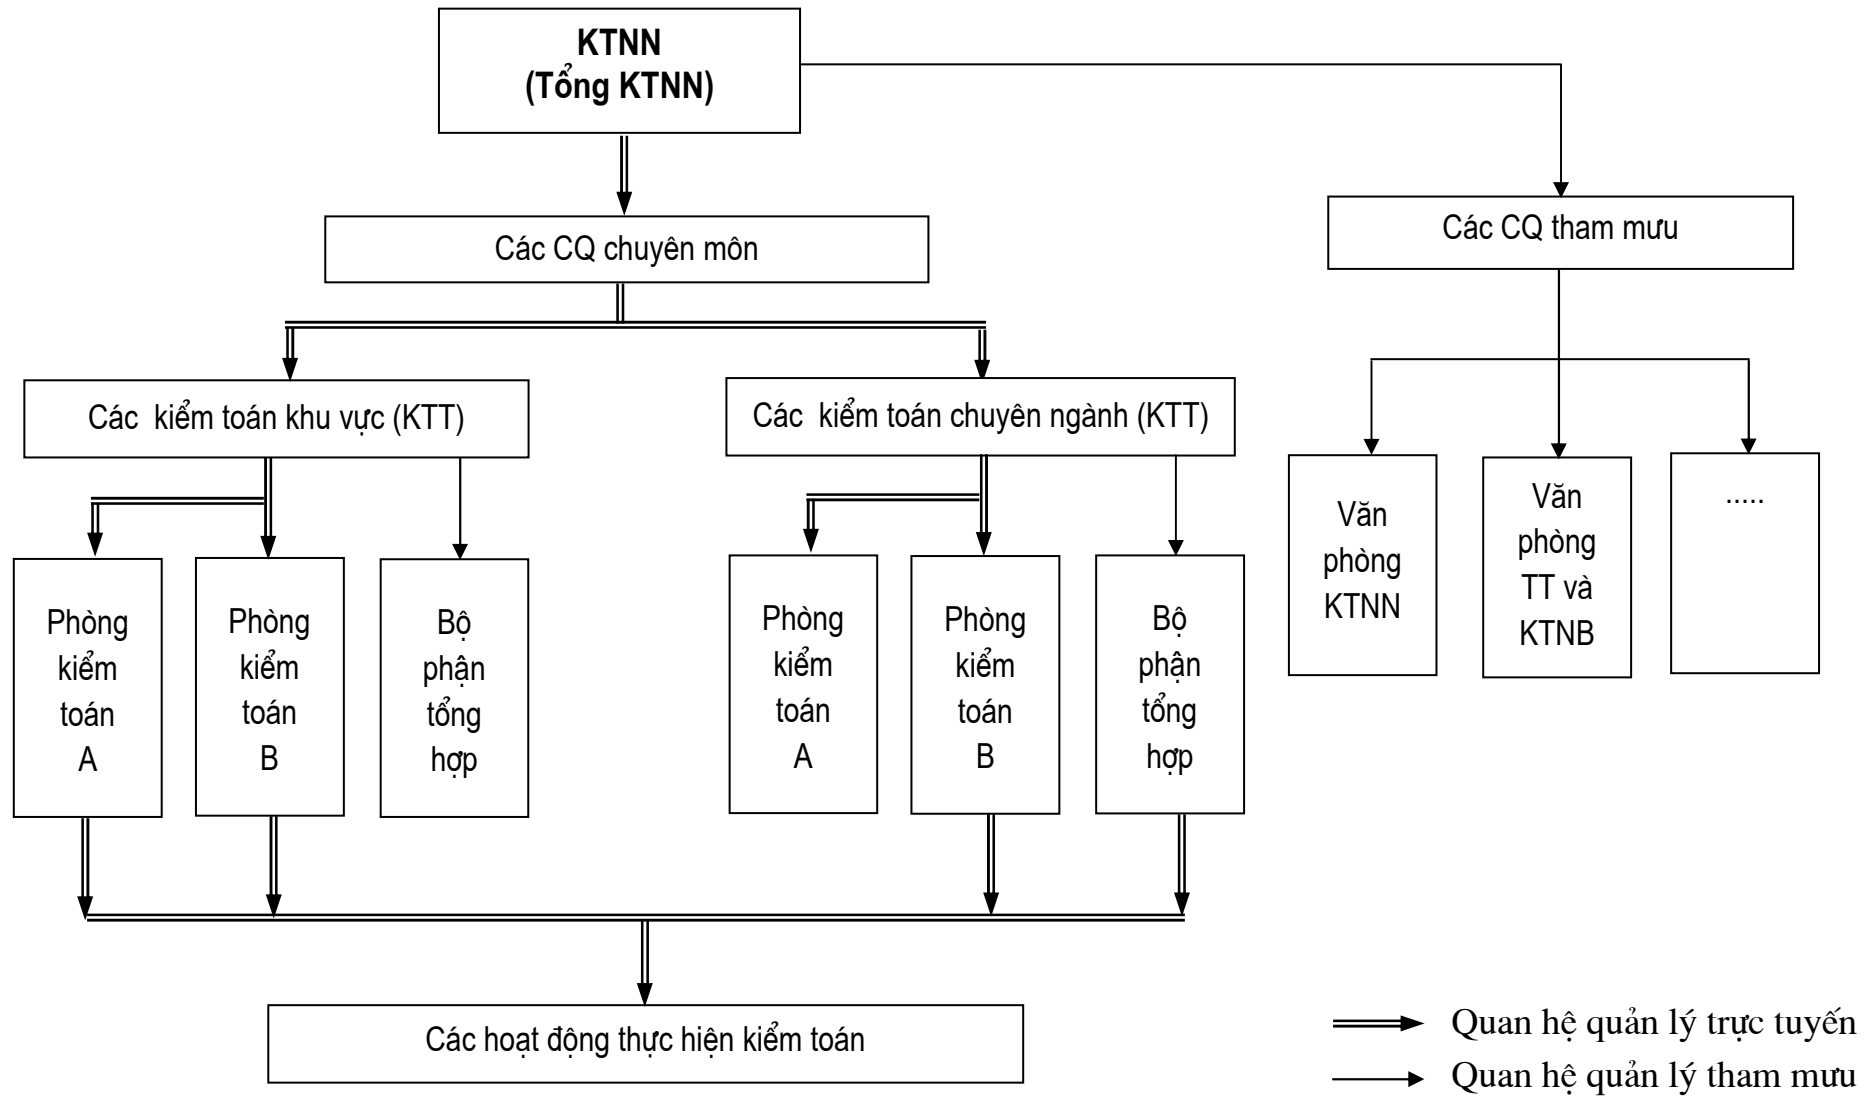 KTNN
(Tổng KTNN)
Các CQ chuyên môn
Các CQ tham mưu
Các  kiểm toán khu vực (KTT)
Các  kiểm toán chuyên ngành (KTT)
Phòng
kiểm
toán
A
Phòng
kiểm
toán
B
Bộ
phận
tổng
hợp
Phòng
kiểm
toán
A
Phòng
kiểm
toán
B
Bộ
phận
tổng
hợp
Văn
phòng
KTNN
Văn
phòng
TT và
KTNB
.....
Các hoạt động thực hiện kiểm toán
Quan hệ quản lý trực tuyến
Quan hệ quản lý tham mưu